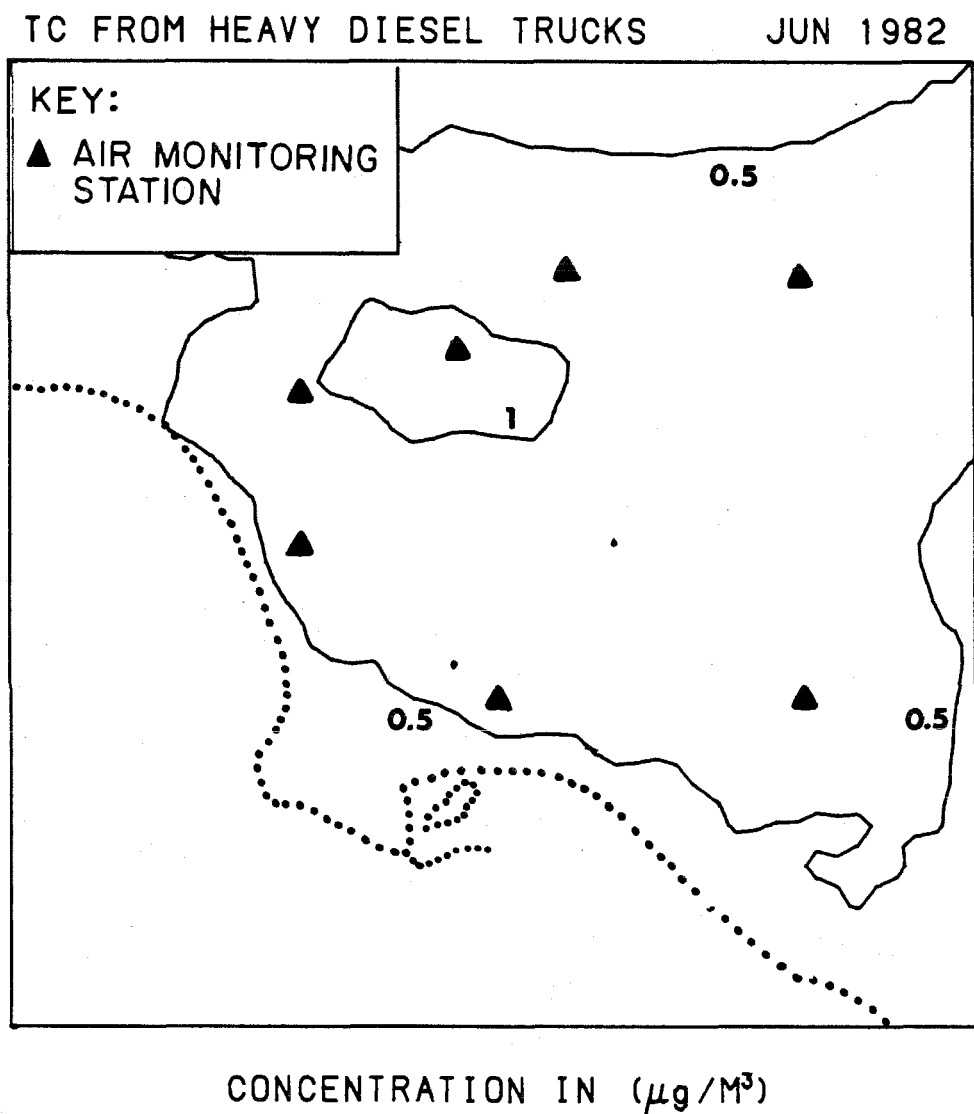 TC FROM HEAVY DIESEL TRUCKS JUN 1982
KEY:
▲ AIR MONITORING
STATION
0.5
1
0.5
0.5
CONCENTRATION IN (μg/M³)